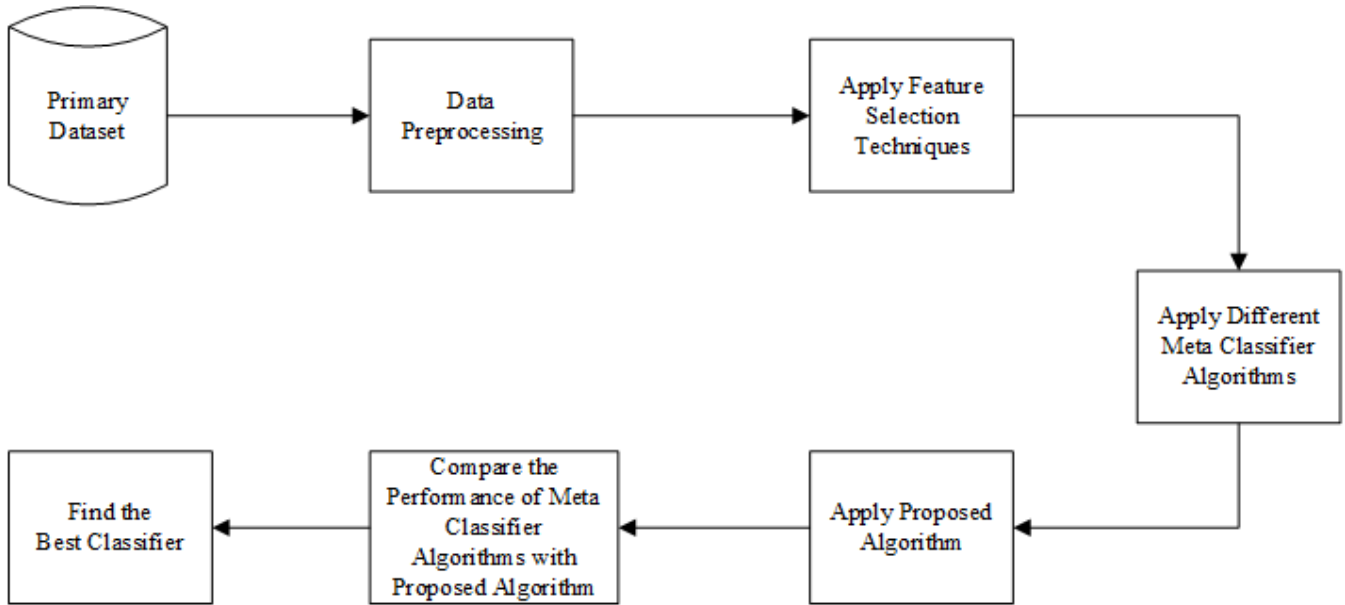 Primary
Dataset
Data
Preprocessing
Apply Feature
Selection
Techniques
Apply Different
Meta Classifier
Algorithms
Apply Proposed
Algorithm
Compare the
Performance of Meta
Classifier
Algorithms with
Proposed Algorithm
Find the
Best Classifier